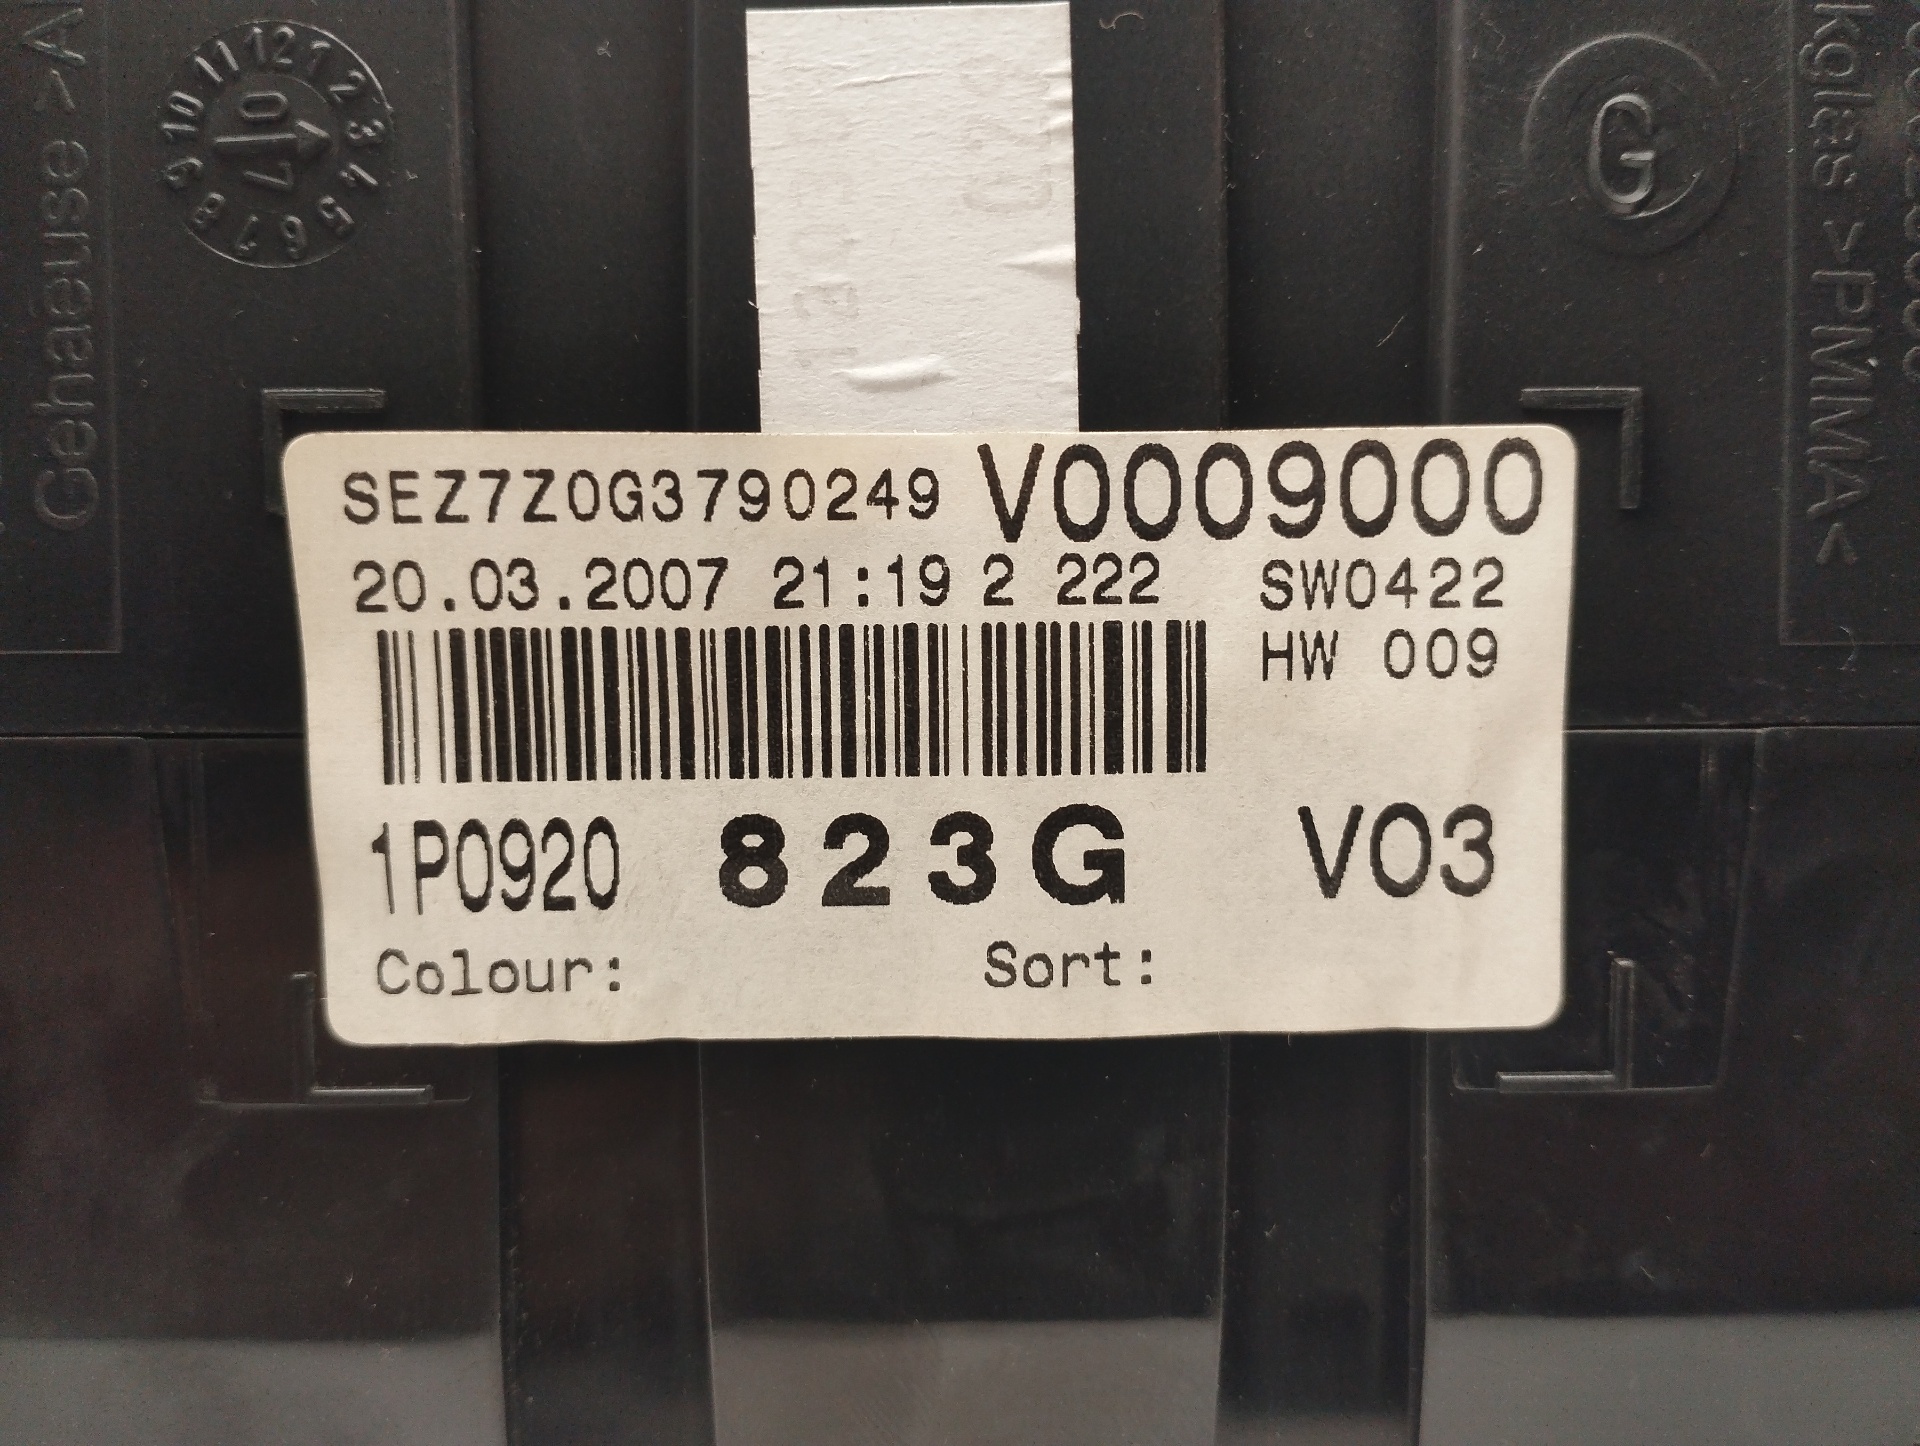 Gehaeuse >A
10 11 12 1 2 3 4 5 6 7 8 9
07
G
kglas >PMMA<
SEZ7Z0G3790249 V0009000
20.03.2007 21:19 2 222 SW0422
HW 009
1P0920 823G V03
Colour: Sort: